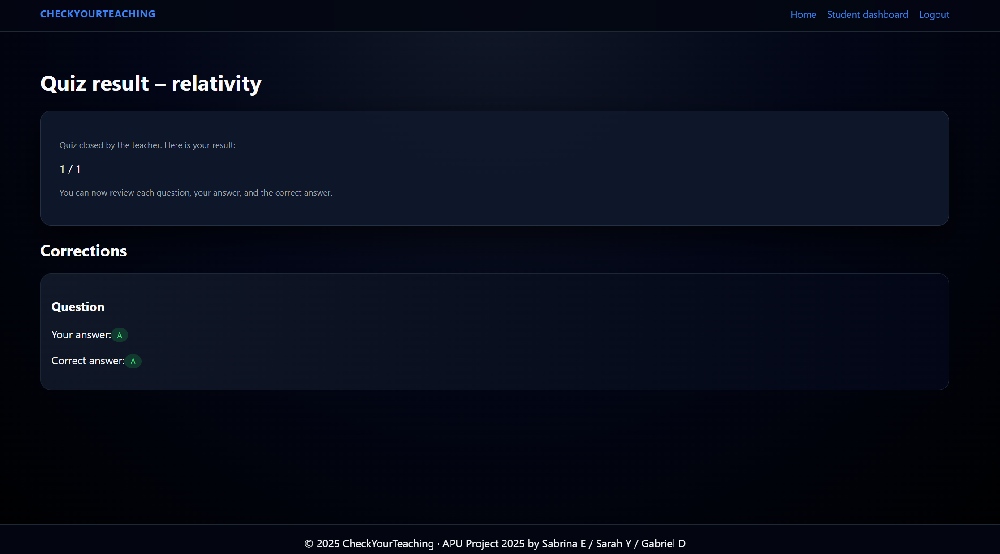 CHECKYOURTEACHING
Home Student dashboard Logout
Quiz result – relativity
Quiz closed by the teacher. Here is your result:
1 / 1
You can now review each question, your answer, and the correct answer.
Corrections
Question
Your answer: A
Correct answer: A
© 2025 CheckYourTeaching · APU Project 2025 by Sabrina E / Sarah Y / Gabriel D